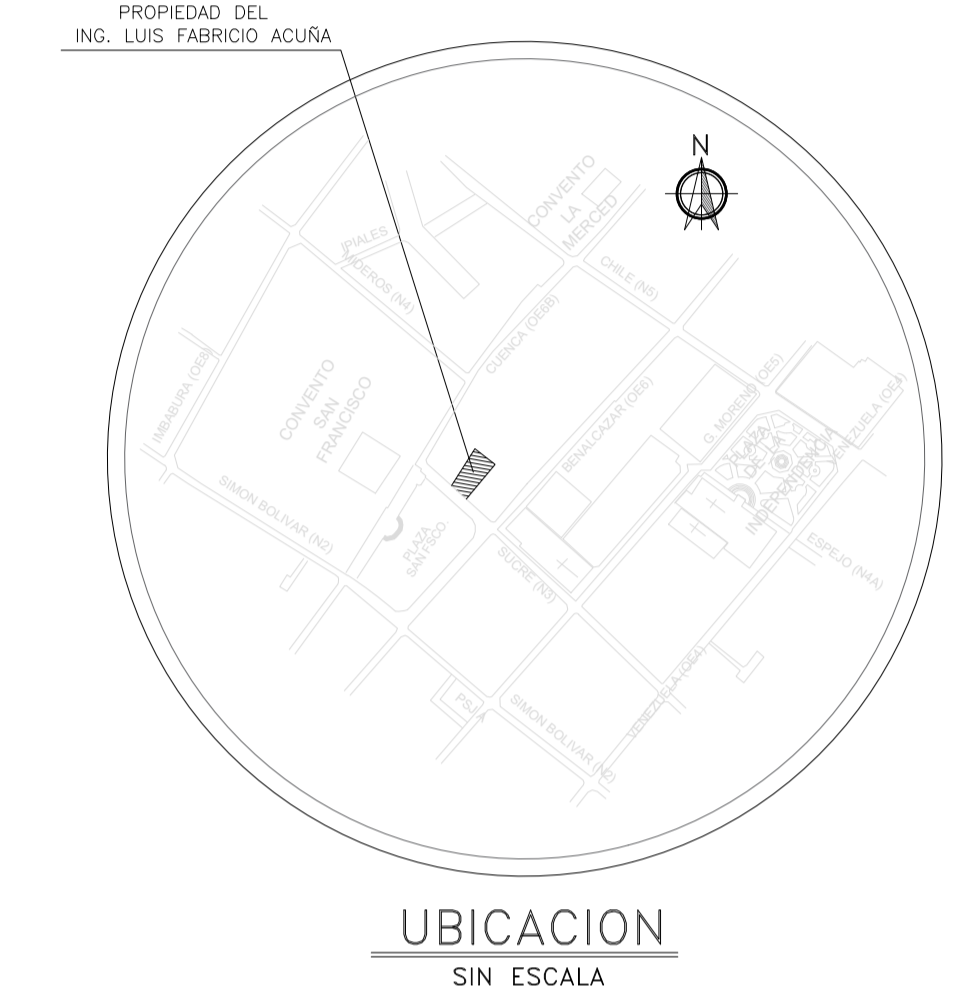 PROPIEDAD DEL
ING. LUIS FABRICIO ACUÑA
N
CONVENTO
LA
MERCED
IPIALES
MIDEROS (N4)
CHILE (N5)
CUENCA (OE6B)
IMBABURA (OE8)
CONVENTO
SAN
FRANCISCO
BENALCAZAR (OE6)
G. MORENO (OE5)
VENEZUELA (OE4)
PLAZA
DE LA
INDEPENDENCIA
SIMON BOLIVAR (N2)
PLAZA
SAN FSCO.
SUCRE (N3)
ESPEJO (N4A)
VENEZUELA (OE4)
PSJ
SIMON BOLIVAR (N2)
UBICACION
SIN ESCALA